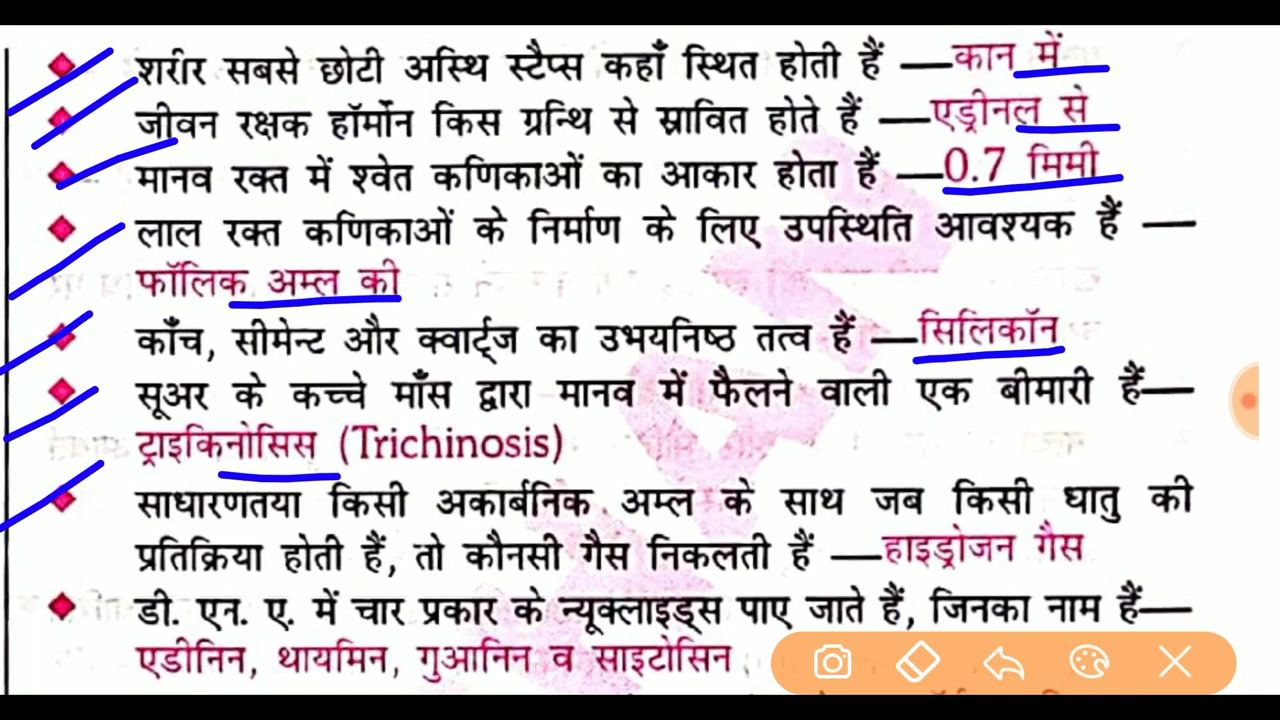 शरीर सबसे छोटी अस्थि स्टैप्स कहाँ स्थित होती हैं —कान में
जीवन रक्षक हॉर्मोन किस ग्रन्थि से स्रावित होते हैं —एड्रीनल से
मानव रक्त में श्वेत कणिकाओं का आकार होता हैं —0.7 मिमी
लाल रक्त कणिकाओं के निर्माण के लिए उपस्थिति आवश्यक हैं —
फॉलिक अम्ल की
काँच, सीमेन्ट और क्वार्ट्ज का उभयनिष्ठ तत्व हैं —सिलिकॉन
सूअर के कच्चे माँस द्वारा मानव में फैलने वाली एक बीमारी हैं—
ट्राइकिनोसिस (Trichinosis)
साधारणतया किसी अकार्बनिक अम्ल के साथ जब किसी धातु की
प्रतिक्रिया होती हैं, तो कौनसी गैस निकलती हैं —हाइड्रोजन गैस
डी. एन. ए. में चार प्रकार के न्यूक्लाइड्स पाए जाते हैं, जिनका नाम हैं—
एडीनिन, थायमिन, गुआनिन व साइटोसिन